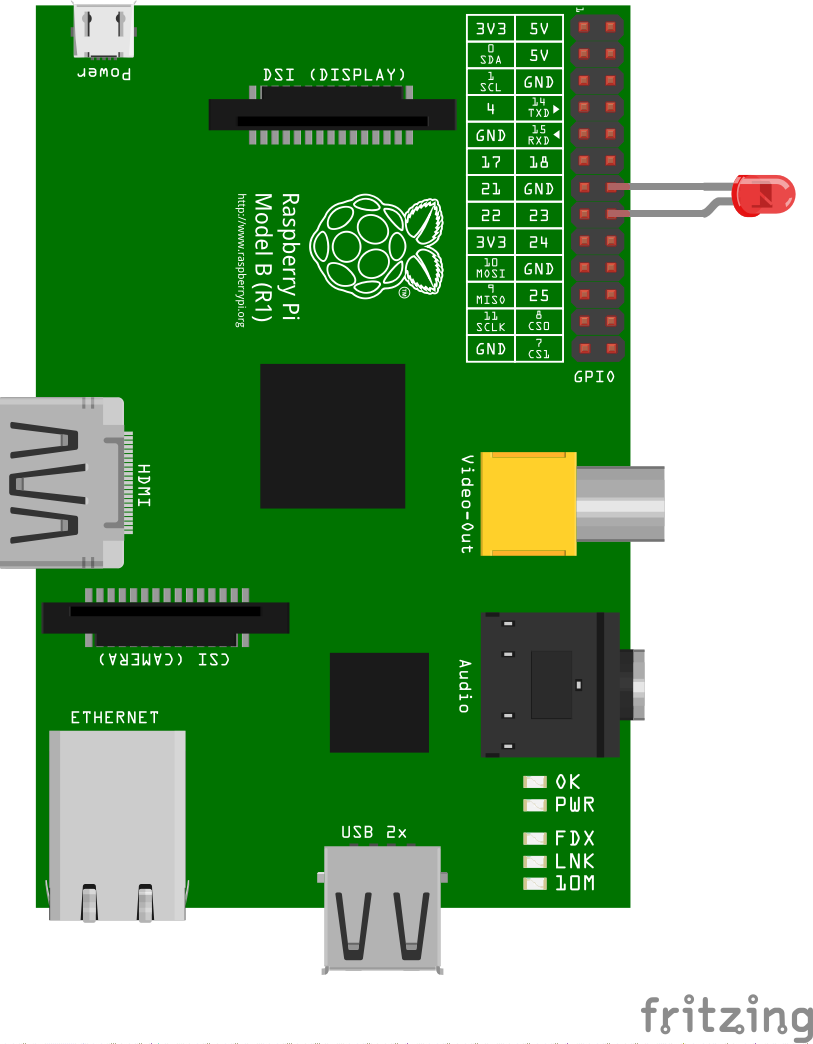 Power
DSI (DISPLAY)
1
3V3 5V
0 SDA 5V
1 SCL GND
4 14 TXD
GND 15 RXD
17 18
21 GND
22 23
3V3 24
10 MOSI GND
9 MISO 25
11 SCLK 8 CS0
GND 7 CS1
GPIO
Raspberry Pi
Model B (R1)
http://www.raspberrypi.org
TM
HDMI
Video-Out
CSI (CAMERA)
Audio
ETHERNET
OK
PWR
FDX
LNK
10M
USB 2x
fritzing